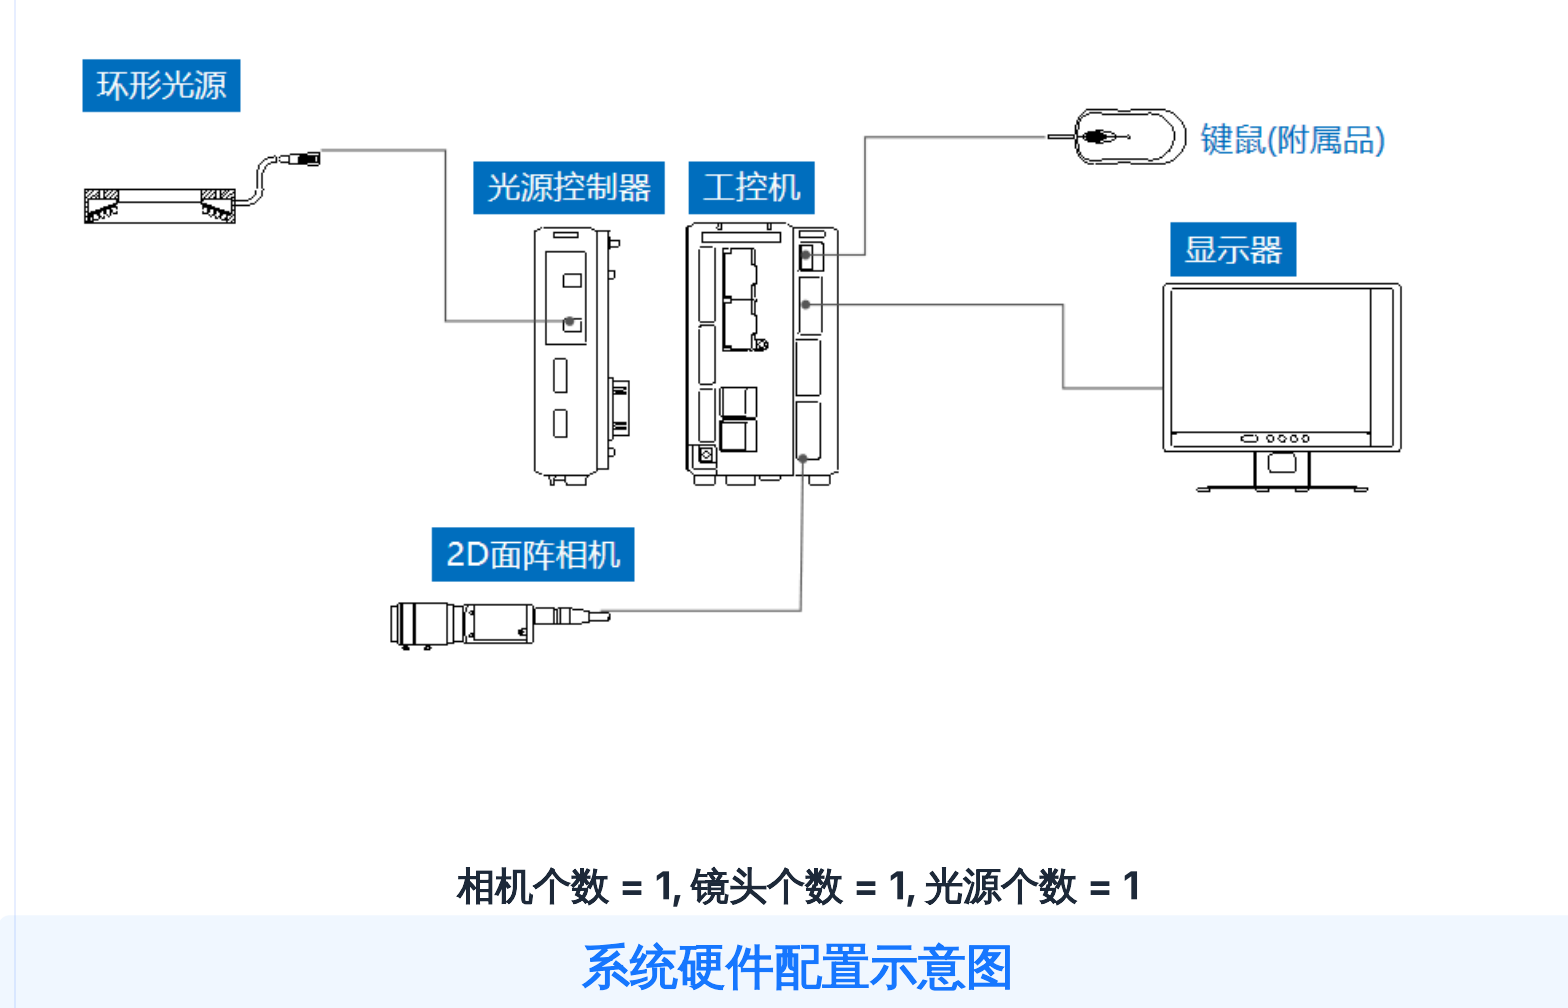 环形光源
键鼠(附属品)
光源控制器
工控机
显示器
2D面阵相机
相机个数 = 1, 镜头个数 = 1, 光源个数 = 1
系统硬件配置示意图